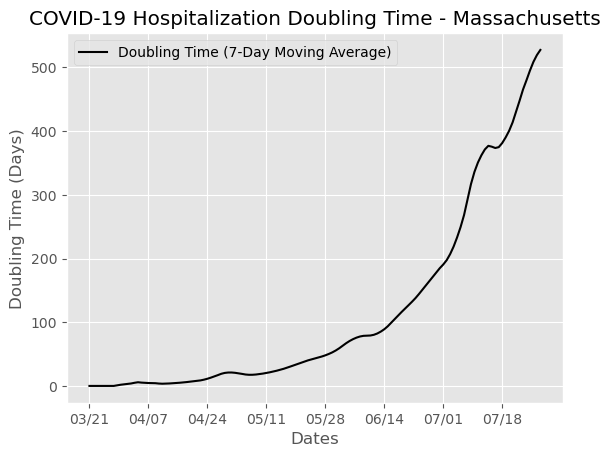 COVID-19 Hospitalization Doubling Time - Massachusetts
Doubling Time (7-Day Moving Average)
Doubling Time (Days)
500
400
300
200
100
0
03/21 04/07 04/24 05/11 05/28 06/14 07/01 07/18
Dates